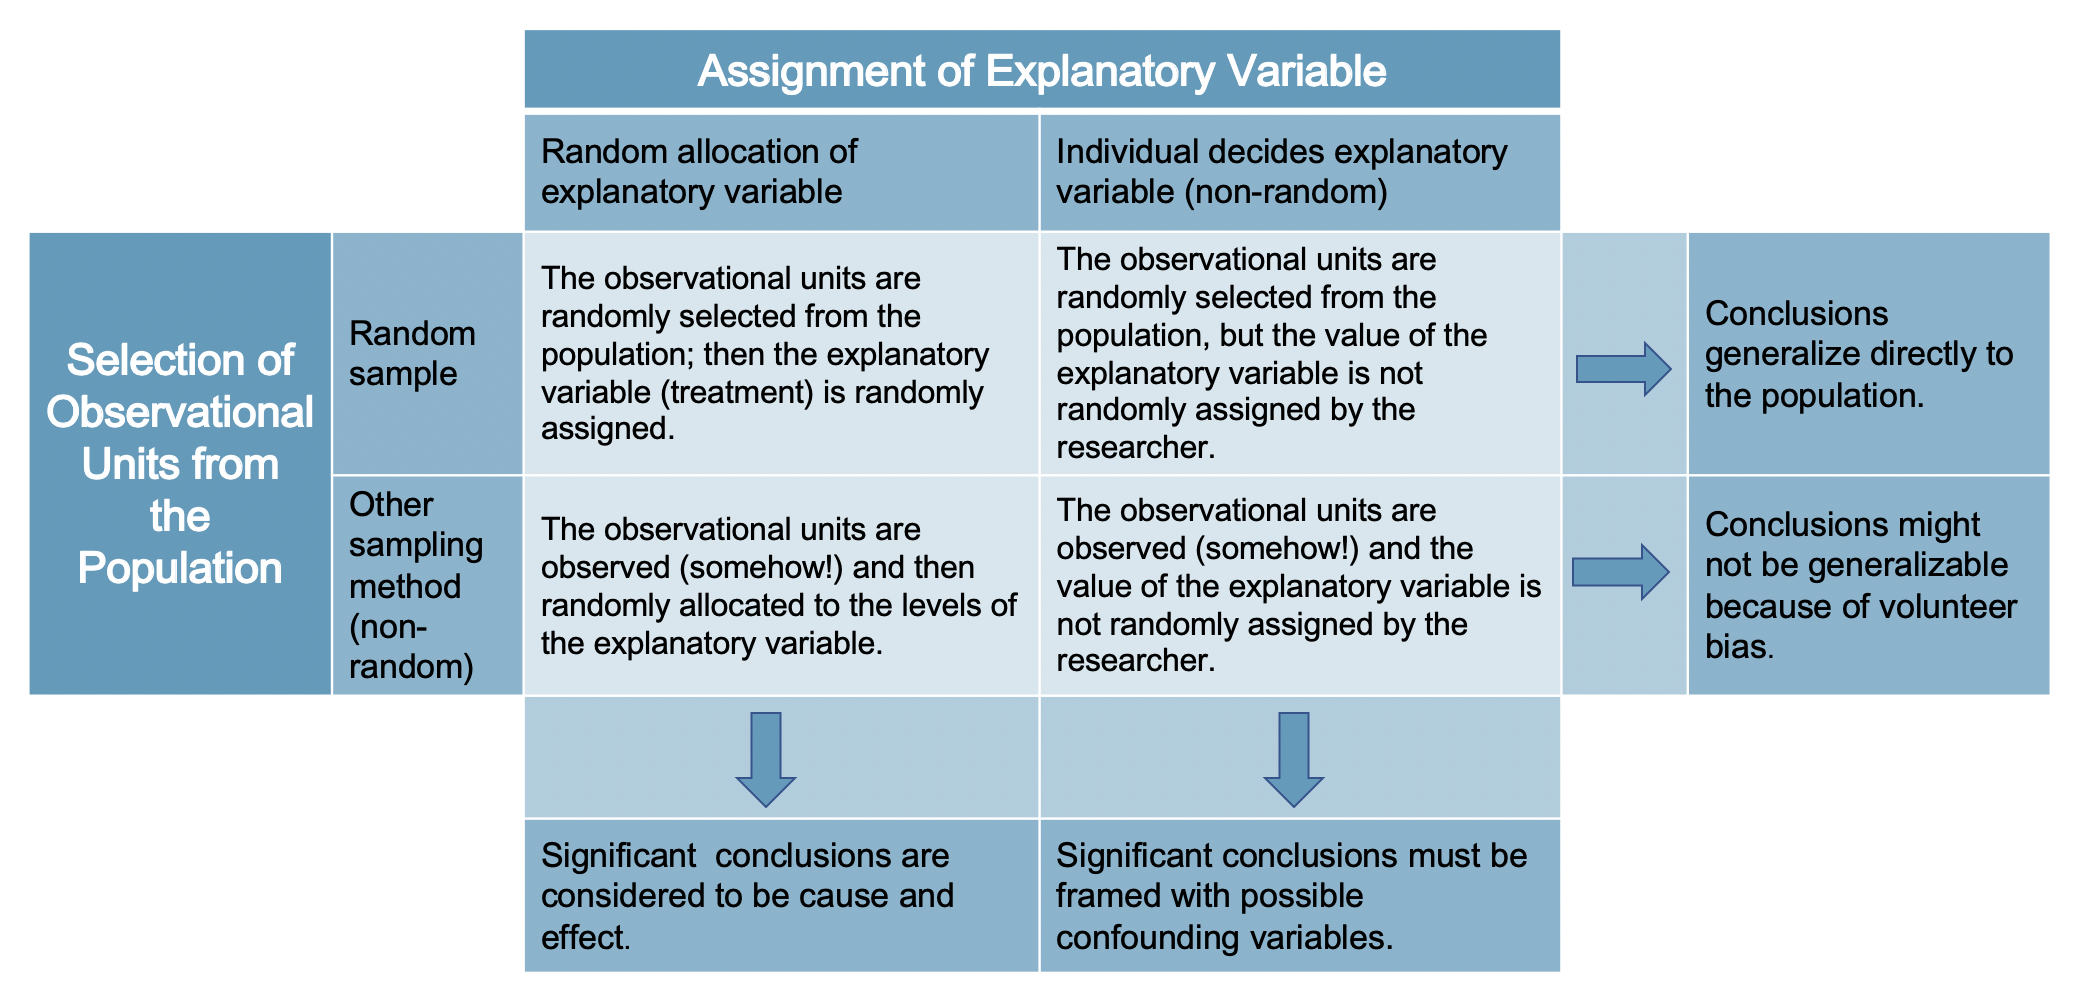 Assignment of Explanatory Variable
Random allocation of
explanatory variable
Individual decides explanatory
variable (non-random)
Selection of
Observational
Units from
the
Population
Random
sample
The observational units are
randomly selected from the
population; then the explanatory
variable (treatment) is randomly
assigned.
The observational units are
randomly selected from the
population, but the value of the
explanatory variable is not
randomly assigned by the
researcher.
Conclusions
generalize directly to
the population.
Other
sampling
method
(non-
random)
The observational units are
observed (somehow!) and then
randomly allocated to the levels of
the explanatory variable.
The observational units are
observed (somehow!) and the
value of the explanatory variable is
not randomly assigned by the
researcher.
Conclusions might
not be generalizable
because of volunteer
bias.
Significant  conclusions are
considered to be cause and
effect.
Significant conclusions must be
framed with possible
confounding variables.